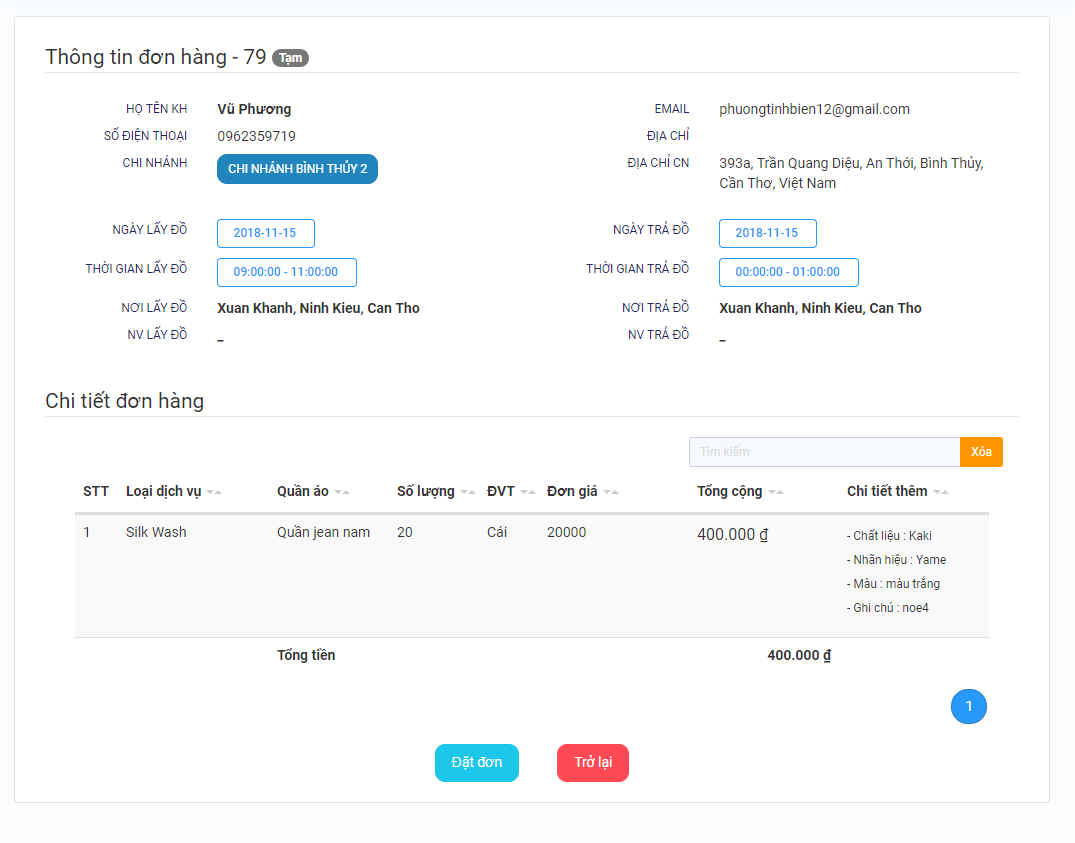 Thông tin đơn hàng - 79 Tạm
HỌ TÊN KH Vũ Phương EMAIL phuongtinhbien12@gmail.com
SỐ ĐIỆN THOẠI 0962359719 ĐỊA CHỈ
CHI NHÁNH CHI NHÁNH BÌNH THỦY 2 ĐỊA CHỈ CN 393a, Trần Quang Diệu, An Thới, Bình Thủy,
Cần Thơ, Việt Nam
NGÀY LẤY ĐỒ 2018-11-15 NGÀY TRẢ ĐỒ 2018-11-15
THỜI GIAN LẤY ĐỒ 09:00:00 - 11:00:00 THỜI GIAN TRẢ ĐỒ 00:00:00 - 01:00:00
NƠI LẤY ĐỒ Xuan Khanh, Ninh Kieu, Can Tho NƠI TRẢ ĐỒ Xuan Khanh, Ninh Kieu, Can Tho
NV LẤY ĐỒ _ NV TRẢ ĐỒ _
Chi tiết đơn hàng
Tìm kiếm Xóa
STT Loại dịch vụ Quần áo Số lượng ĐVT Đơn giá Tổng cộng Chi tiết thêm
1 Silk Wash Quần jean nam 20 Cái 20000 400.000 ₫ - Chất liệu : Kaki
- Nhãn hiệu : Yame
- Màu : màu trắng
- Ghi chú : noe4
Tổng tiền 400.000 ₫
1
Đặt đơn Trở lại